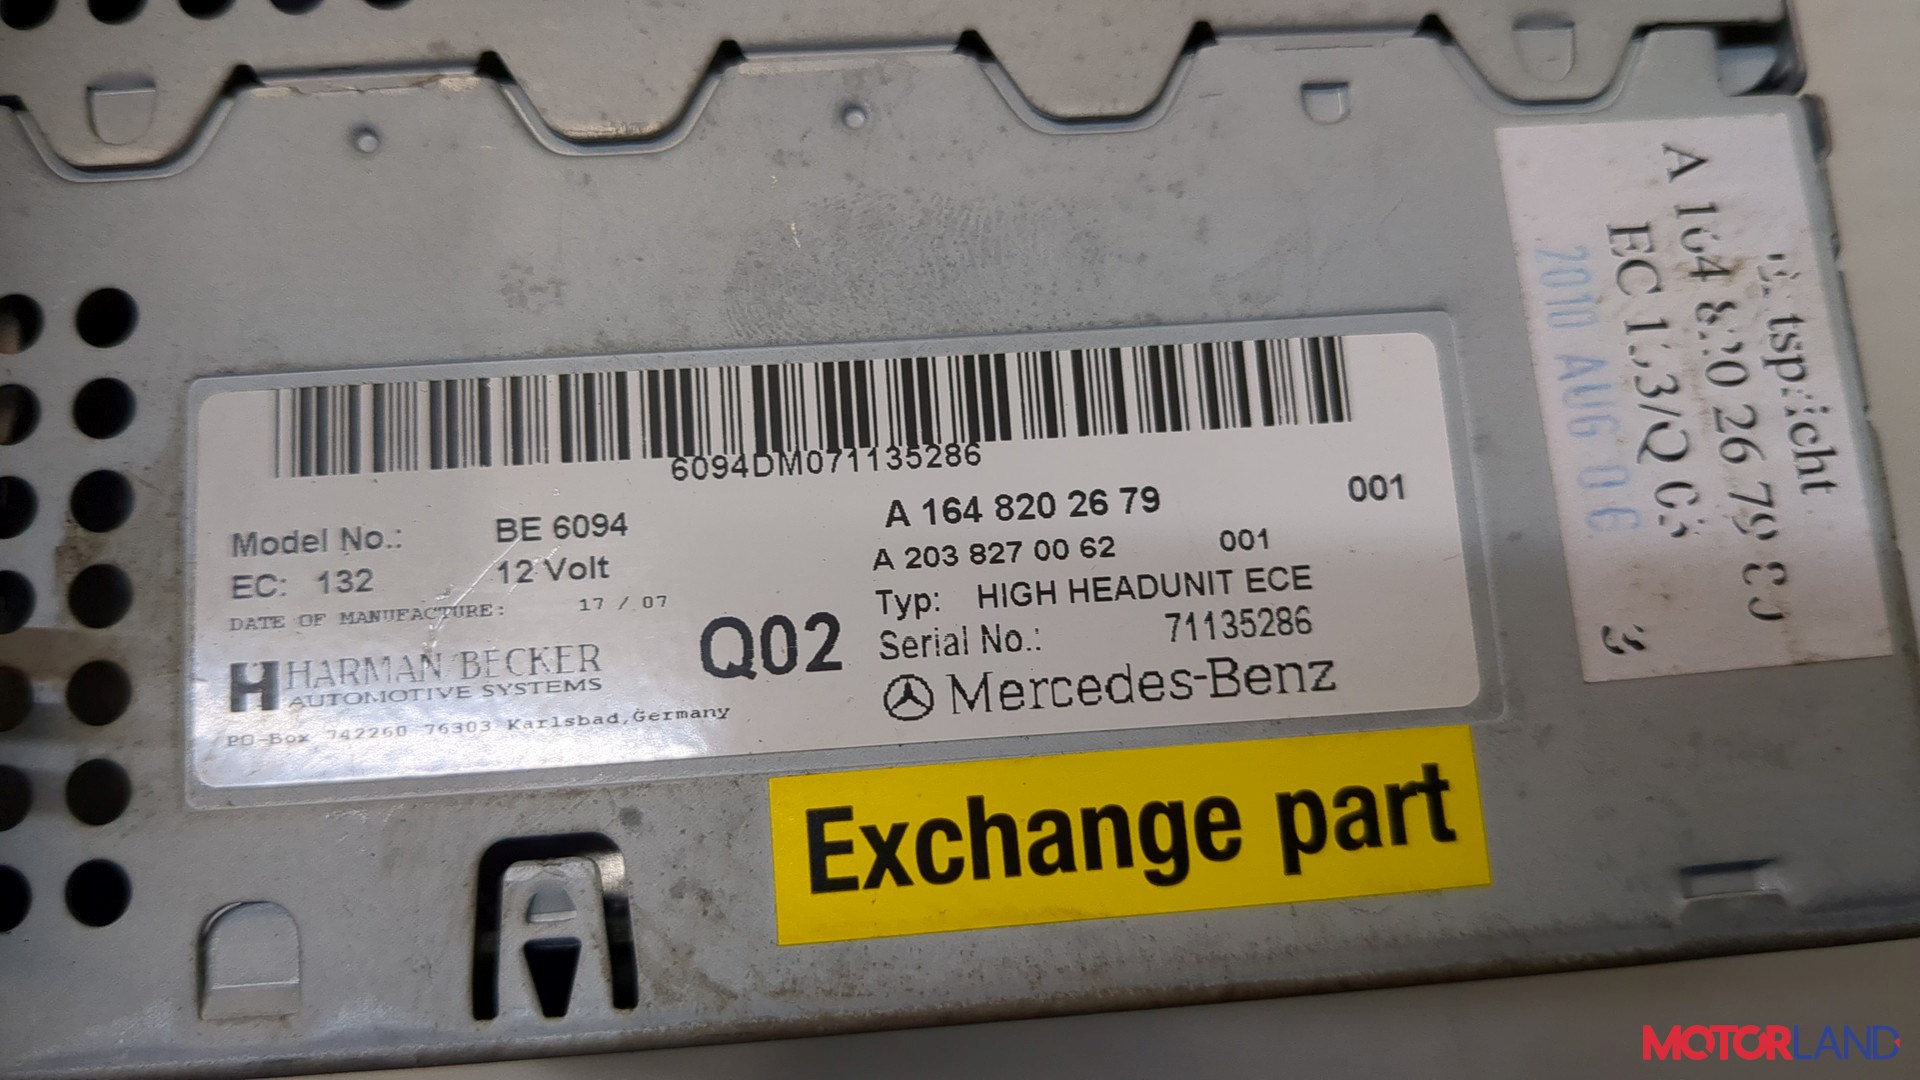 6094DM071135286
Model No.: BE 6094
EC: 132 12 Volt
DATE OF MANUFACTURE: 17 / 07
HARMAN/BECKER
AUTOMOTIVE SYSTEMS
PO-Box 742260 76303 Karlsbad,Germany
Q02
A 164 820 26 79 001
A 203 827 00 62 001
Typ: HIGH HEADUNIT ECE
Serial No.: 71135286
Mercedes-Benz
Exchange part
A 164 820 26 79 80
2010 AUG 06
3
MOTORLAND